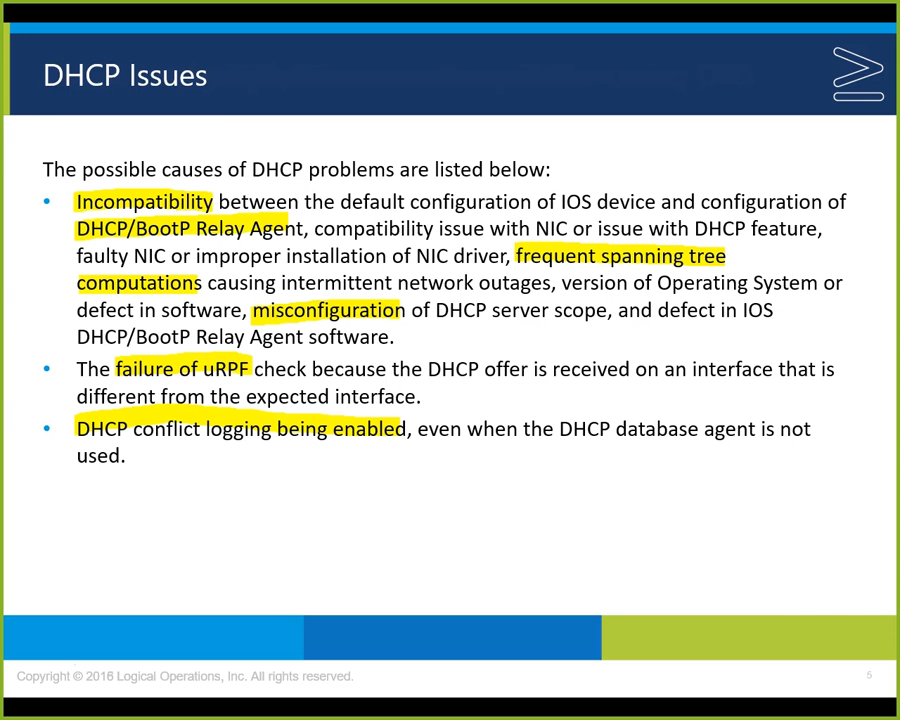 DHCP Issues
The possible causes of DHCP problems are listed below:
• Incompatibility between the default configuration of IOS device and configuration of
DHCP/BootP Relay Agent, compatibility issue with NIC or issue with DHCP feature,
faulty NIC or improper installation of NIC driver, frequent spanning tree
computations causing intermittent network outages, version of Operating System or
defect in software, misconfiguration of DHCP server scope, and defect in IOS
DHCP/BootP Relay Agent software.
• The failure of uRPF check because the DHCP offer is received on an interface that is
different from the expected interface.
• DHCP conflict logging being enabled, even when the DHCP database agent is not
used.
Copyright © 2016 Logical Operations, Inc. All rights reserved.
5